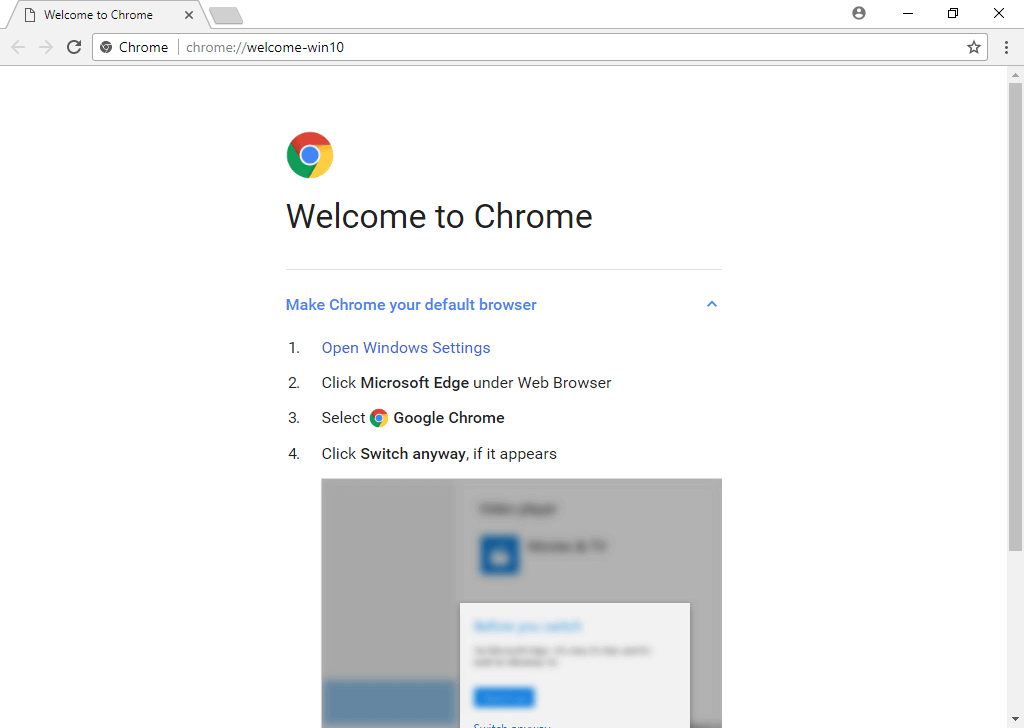 Welcome to Chrome
Chrome chrome://welcome-win10
Welcome to Chrome
Make Chrome your default browser
1. Open Windows Settings
2. Click Microsoft Edge under Web Browser
3. Select Google Chrome
4. Click Switch anyway, if it appears
Video player
Movies & TV
Before you switch
Switch anyway